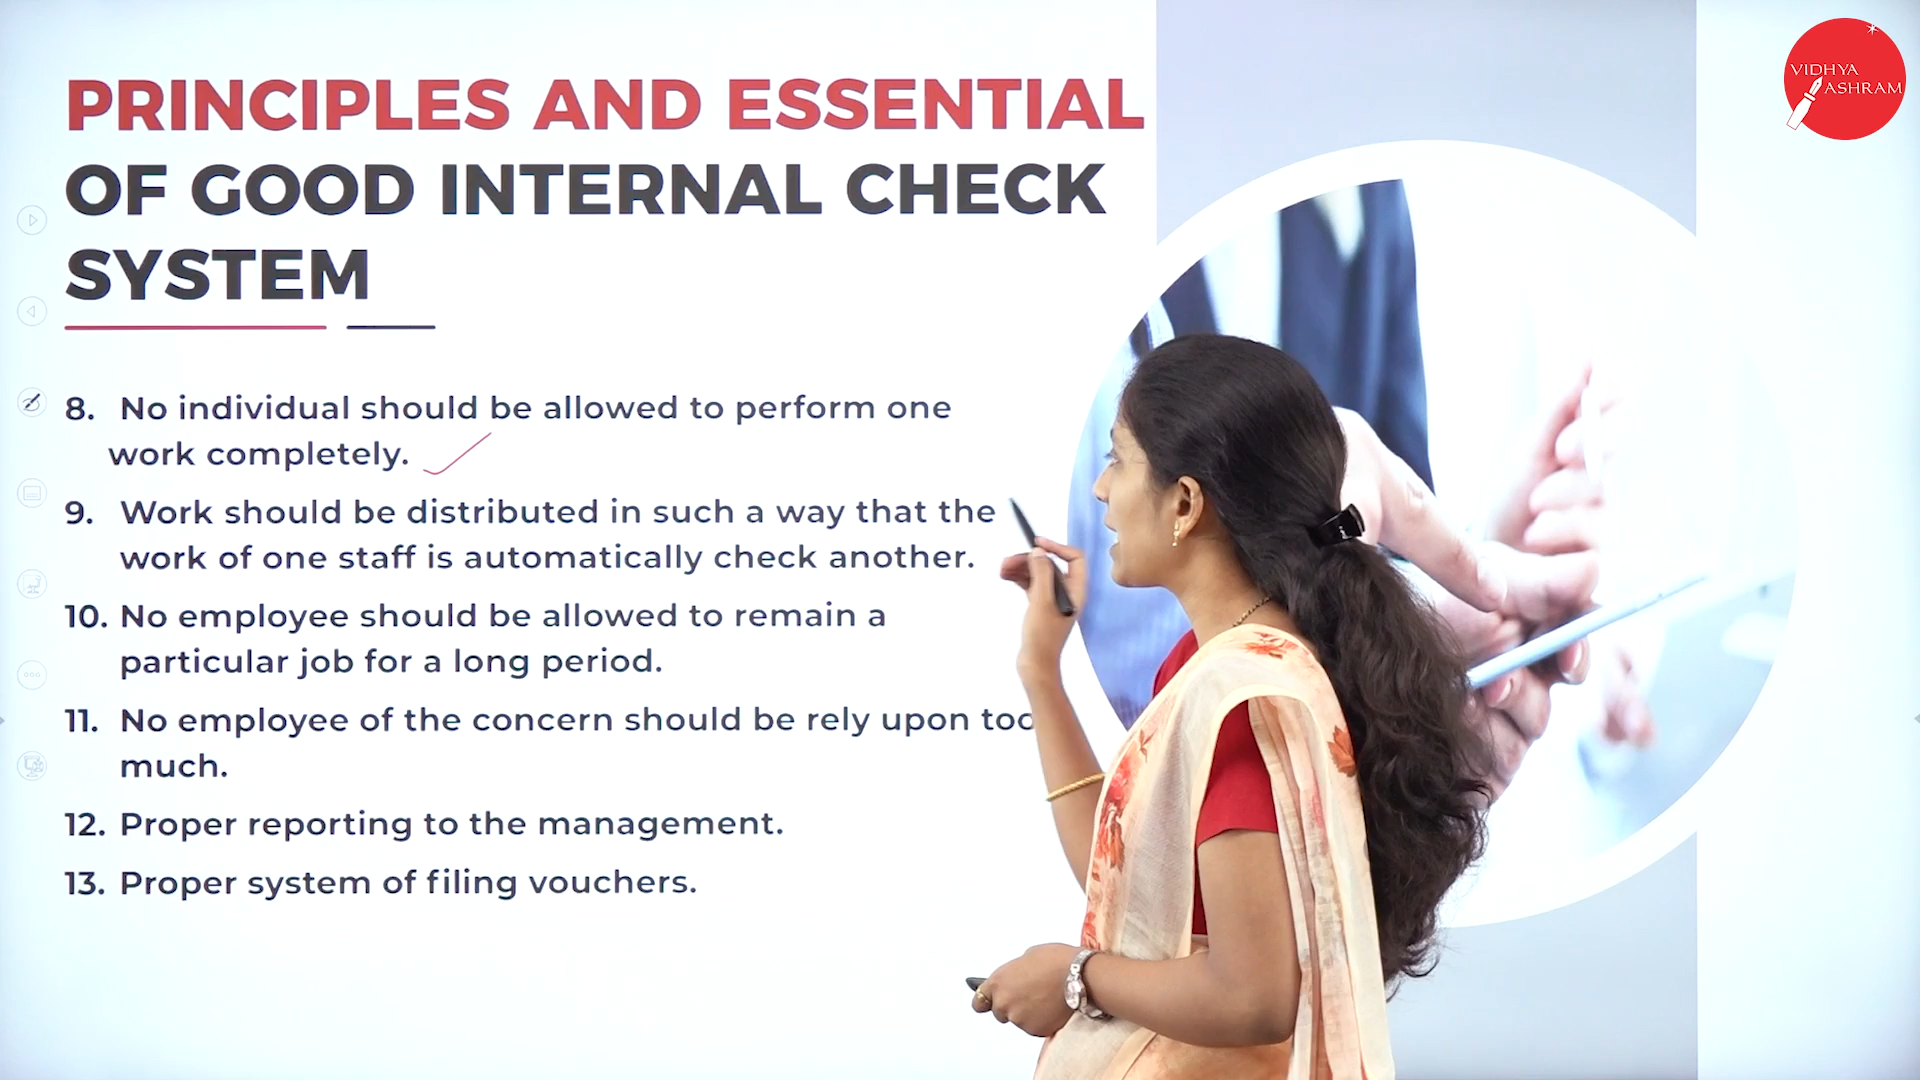 VIDHYA
ASHRAM
PRINCIPLES AND ESSENTIAL
OF GOOD INTERNAL CHECK
SYSTEM
8. No individual should be allowed to perform one
work completely.
9. Work should be distributed in such a way that the
work of one staff is automatically check another.
10. No employee should be allowed to remain a
particular job for a long period.
11. No employee of the concern should be rely upon too
much.
12. Proper reporting to the management.
13. Proper system of filing vouchers.